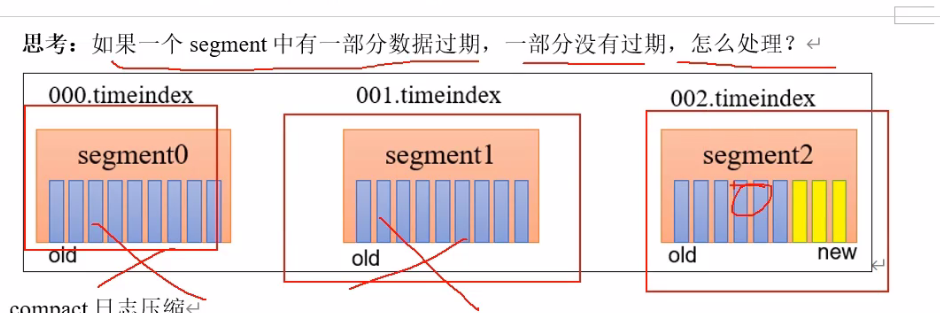 思考：如果一个 segment 中有一部分数据过期，一部分没有过期，怎么处理？
000.timeindex
001.timeindex
002.timeindex
segment0
segment1
segment2
old
old
old
new
compact 日志压缩